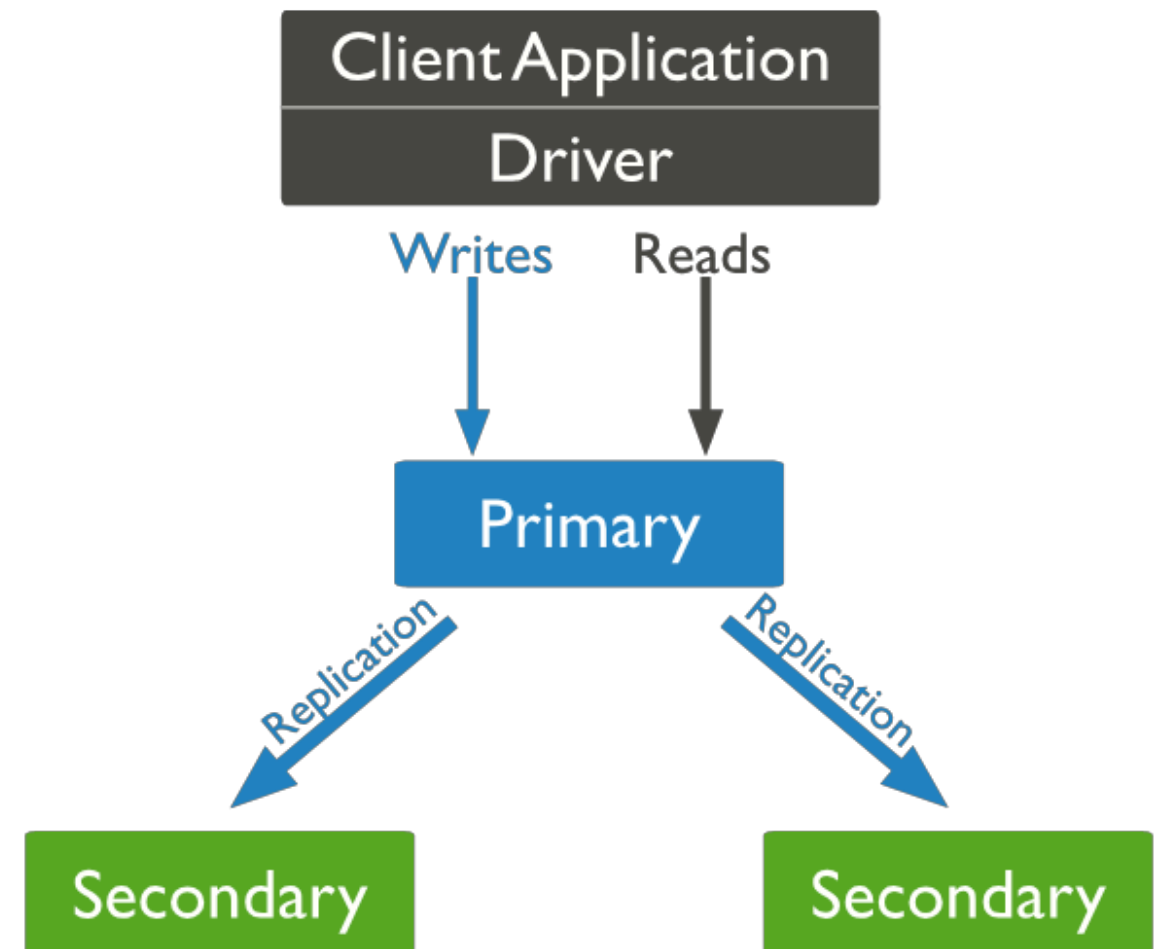 Client Application
Driver
Writes Reads
Primary
Replication Replication
Secondary Secondary